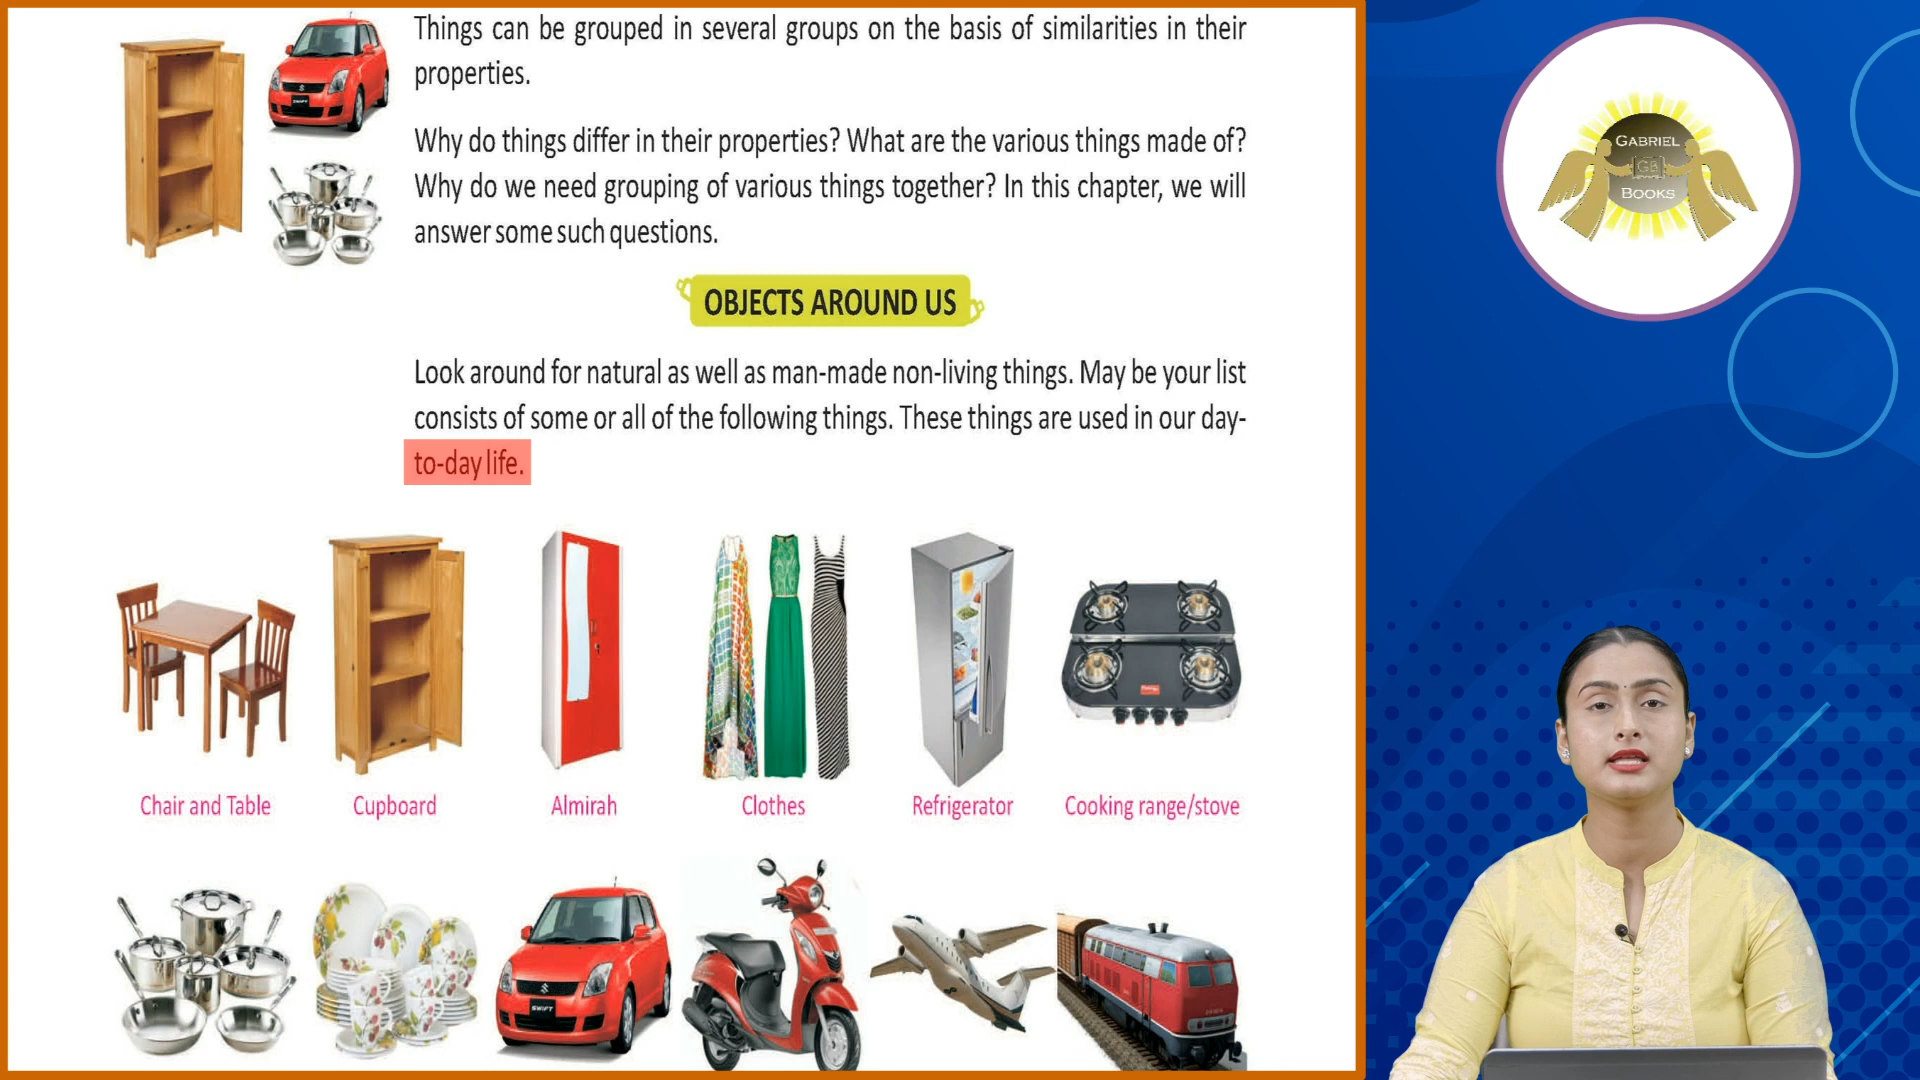 Things can be grouped in several groups on the basis of similarities in their
properties.
Why do things differ in their properties? What are the various things made of?
Why do we need grouping of various things together? In this chapter, we will
answer some such questions.
OBJECTS AROUND US
Look around for natural as well as man-made non-living things. May be your list
consists of some or all of the following things. These things are used in our day-
to-day life.
Chair and Table
Cupboard
Almirah
Clothes
Refrigerator
Cooking range/stove
SWIFT
SWIFT
GABRIEL
GB
BOOKS